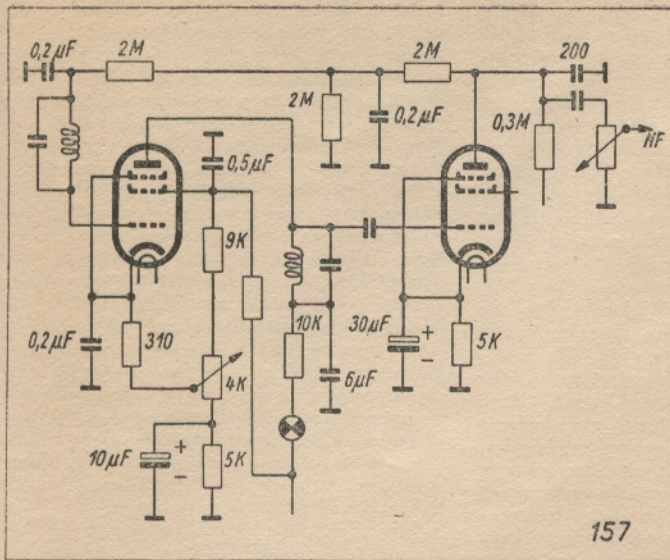 0,2µF
2M
2M
200
2M
0,2µF
0,3M
NF
0,5µF
9K
10K
30µF
+
−
5K
0,2µF
310
4K
6µF
10µF
+
−
5K
157